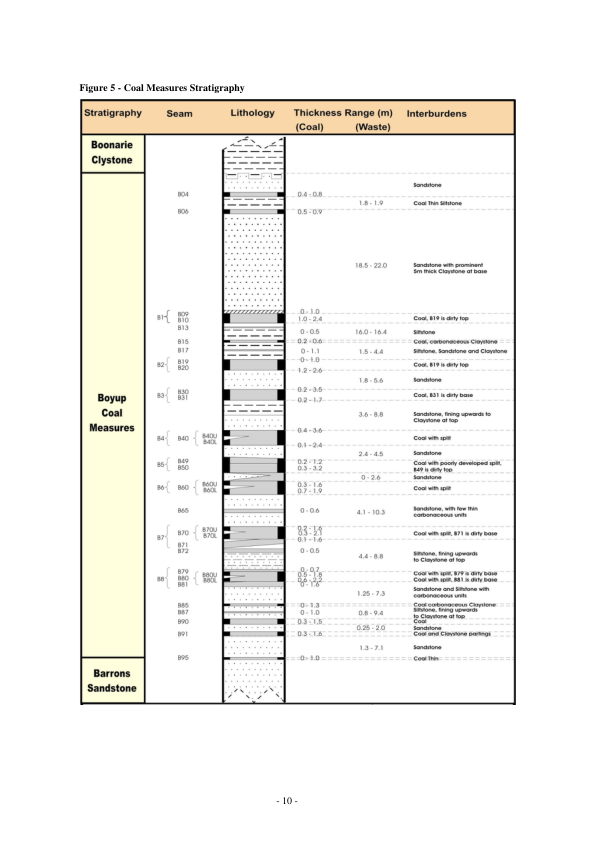 Figure 5 - Coal Measures Stratigraphy
Stratigraphy Seam Lithology Thickness Range (m) Interburdens
(Coal) (Waste)
Boonarie
Clystone
Sandstone
B04 0.4 - 0.8
1.8 - 1.9 Coal Thin Siltstone
B06 0.5 - 0.9
18.5 - 22.0 Sandstone with prominent
5m thick Claystone at base
B09 0 - 1.0
B1 B10 1.0 - 2.4 Coal, B19 is dirty top
B13
0 - 0.5 16.0 - 16.4 Siltstone
B15 0.2 - 0.6 Coal, carbonaceous Claystone
B17 0 - 1.1 1.5 - 4.4 Siltstone, Sandstone and Claystone
B19 0 - 1.0
B2 B20 1.2 - 2.6 Coal, B19 is dirty top
1.8 - 5.6 Sandstone
B30 0.2 - 3.5
B3 B31 0.2 - 1.7 Coal, B31 is dirty base
Boyup
Coal
Measures
3.6 - 8.8 Sandstone, fining upwards to
Claystone at top
0.4 - 3.6
B4 B40 B40U Coal with split
B40L
0.1 - 2.4
2.4 - 4.5 Sandstone
B5 B49 0.2 - 1.2 Coal with poorly developed split,
B50 0.3 - 3.2 B49 is dirty top
0 - 2.6 Sandstone
B6 B60 B60U 0.3 - 1.6 Coal with split
B60L 0.7 - 1.9
B65 0 - 0.6 4.1 - 10.3 Sandstone, with few thin
carbonaceous units
B70U 0.2 - 1.6
B7 B70 B70L 0.3 - 2.1 Coal with split, B71 is dirty base
B71 0.1 - 1.6
B72 0 - 0.5
4.4 - 8.8 Siltstone, fining upwards
to Claystone at top
0 - 0.7
B79 0.5 - 1.8 Coal with split, B79 is dirty base
B8 B80 B80U 0.6 - 2.2 Coal with split, B81 is dirty base
B81 B80L 0 - 1.6
1.25 - 7.3 Sandstone and Siltstone with
carbonaceous units
B85 0 - 1.3 Coal carbonaceous Claystone
B87 0 - 1.0 0.8 - 9.4 Siltstone, fining upwards
to Claystone at top
B90 0.3 - 1.5 Coal
0.25 - 2.0 Sandstone
B91 0.3 - 1.6 Coal and Claystone partings
1.3 - 7.1 Sandstone
B95 0 - 1.0 Coal Thin
Barrons
Sandstone
- 10 -